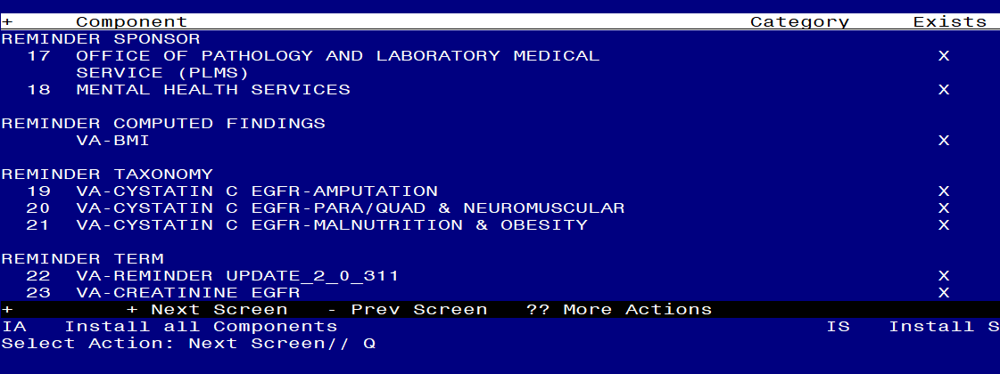 +     Component     Category     Exists
REMINDER SPONSOR
17  OFFICE OF PATHOLOGY AND LABORATORY MEDICAL     X
SERVICE (PLMS)
18  MENTAL HEALTH SERVICES     X
REMINDER COMPUTED FINDINGS
VA-BMI     X
REMINDER TAXONOMY
19  VA-CYSTATIN C EGFR-AMPUTATION     X
20  VA-CYSTATIN C EGFR-PARA/QUAD & NEUROMUSCULAR     X
21  VA-CYSTATIN C EGFR-MALNUTRITION & OBESITY     X
REMINDER TERM
22  VA-REMINDER UPDATE_2_0_311     X
23  VA-CREATININE EGFR     X
+     + Next Screen   - Prev Screen   ?? More Actions
IA   Install all Components     IS   Install S
Select Action: Next Screen// Q